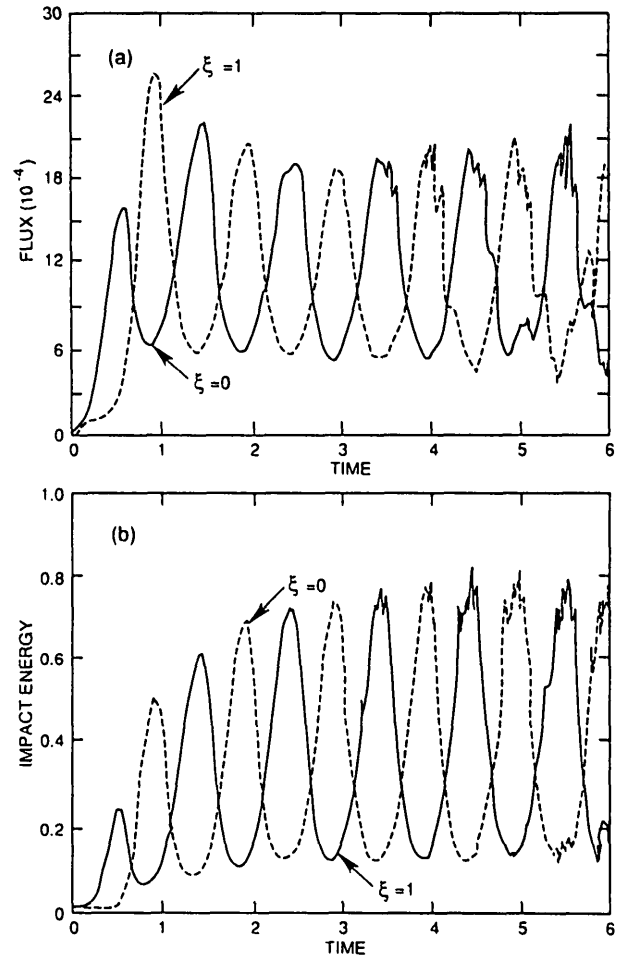 (a)
ξ = 1
ξ = 0
30
24
18
12
6
0
FLUX (10⁻⁴)
0 1 2 3 4 5 6
TIME
(b)
ξ = 0
ξ = 1
1.0
0.8
0.6
0.4
0.2
0
IMPACT ENERGY
0 1 2 3 4 5 6
TIME